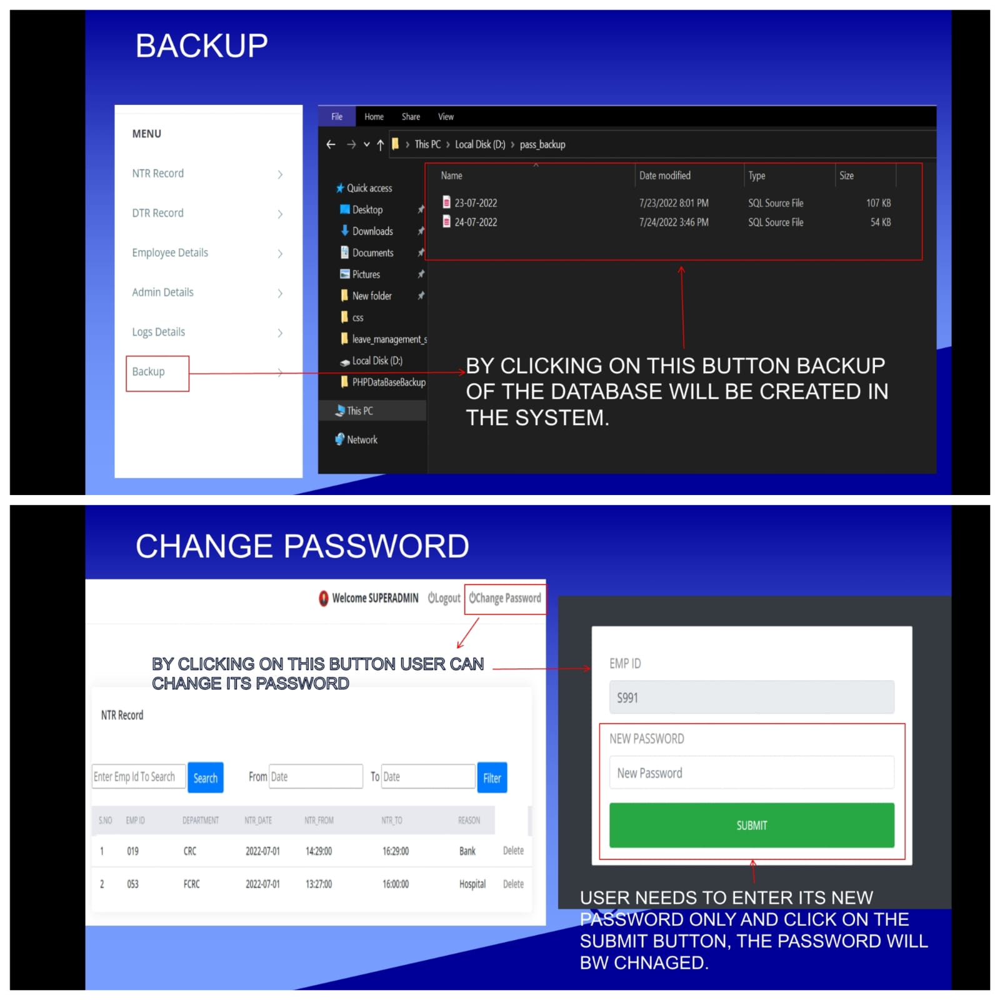 BACKUP
MENU
NTR Record
DTR Record
Employee Details
Admin Details
Logs Details
Backup
File Home Share View
This PC Local Disk (D:) pass_backup
Name Date modified Type Size
23-07-2022 7/23/2022 8:01 PM SQL Source File 107 KB
24-07-2022 7/24/2022 3:46 PM SQL Source File 54 KB
Quick access
Desktop
Downloads
Documents
Pictures
New folder
css
leave_management_s
Local Disk (D:)
PHPDataBaseBackup
This PC
Network
BY CLICKING ON THIS BUTTON BACKUP
OF THE DATABASE WILL BE CREATED IN
THE SYSTEM.
CHANGE PASSWORD
Welcome SUPERADMIN Logout Change Password
BY CLICKING ON THIS BUTTON USER CAN
CHANGE ITS PASSWORD
NTR Record
Enter Emp Id To Search Search From Date To Date Filter
S.NO EMP ID DEPARTMENT NTR_DATE NTR_FROM NTR_TO REASON
1 019 CRC 2022-07-01 14:29:00 16:29:00 Bank Delete
2 053 FCRC 2022-07-01 13:27:00 16:00:00 Hospital Delete
EMP ID
S991
NEW PASSWORD
New Password
SUBMIT
USER NEEDS TO ENTER ITS NEW
PASSWORD ONLY AND CLICK ON THE
SUBMIT BUTTON, THE PASSWORD WILL
BW CHNAGED.